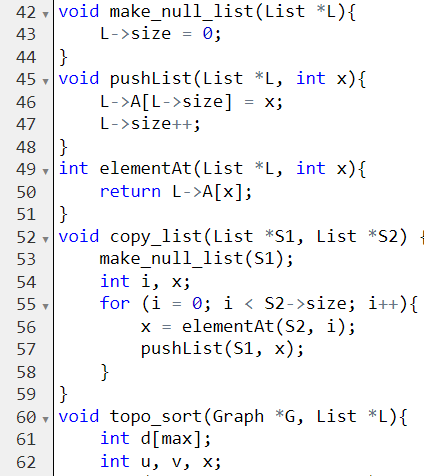 42 void make_null_list(List *L){
43     L->size = 0;
44 }
45 void pushList(List *L, int x){
46     L->A[L->size] = x;
47     L->size++;
48 }
49 int elementAt(List *L, int x){
50     return L->A[x];
51 }
52 void copy_list(List *S1, List *S2) {
53     make_null_list(S1);
54     int i, x;
55     for (i = 0; i < S2->size; i++){
56         x = elementAt(S2, i);
57         pushList(S1, x);
58     }
59 }
60 void topo_sort(Graph *G, List *L){
61     int d[max];
62     int u, v, x;